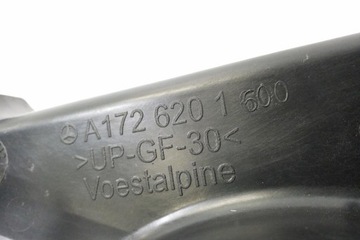 A172 620 1 600
>UP-GF-30<
Voestalpine